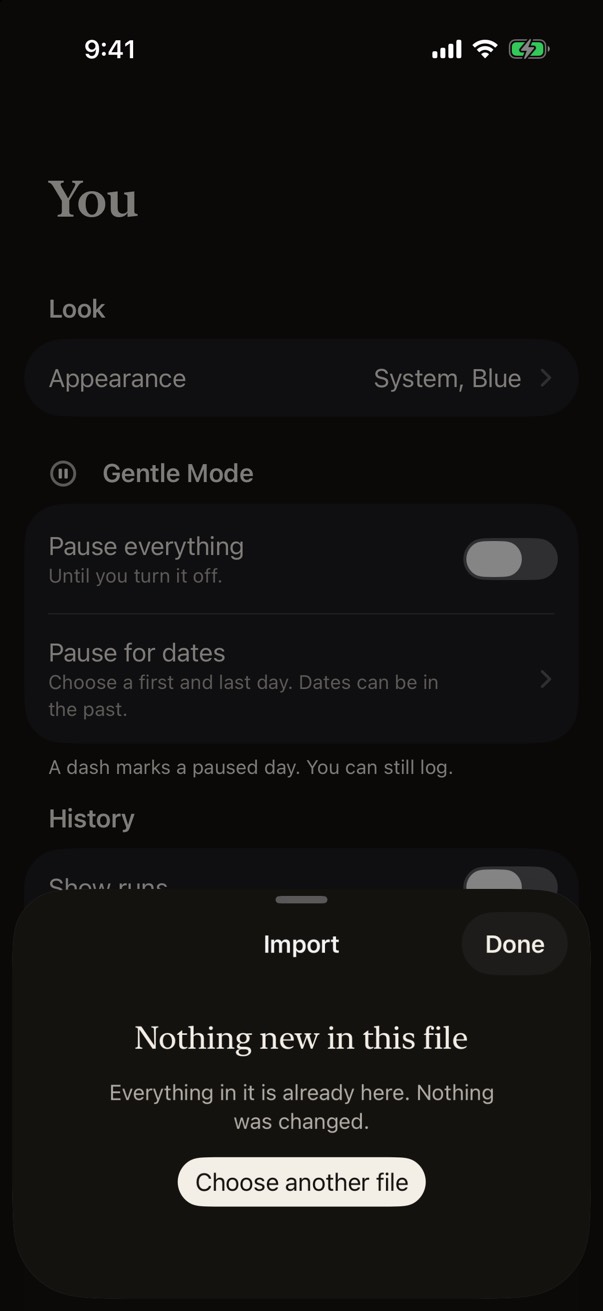 9:41
You
Look
Appearance
System, Blue
Gentle Mode
Pause everything
Until you turn it off.
Pause for dates
Choose a first and last day. Dates can be in
the past.
A dash marks a paused day. You can still log.
History
Show runs
Import
Done
Nothing new in this file
Everything in it is already here. Nothing
was changed.
Choose another file